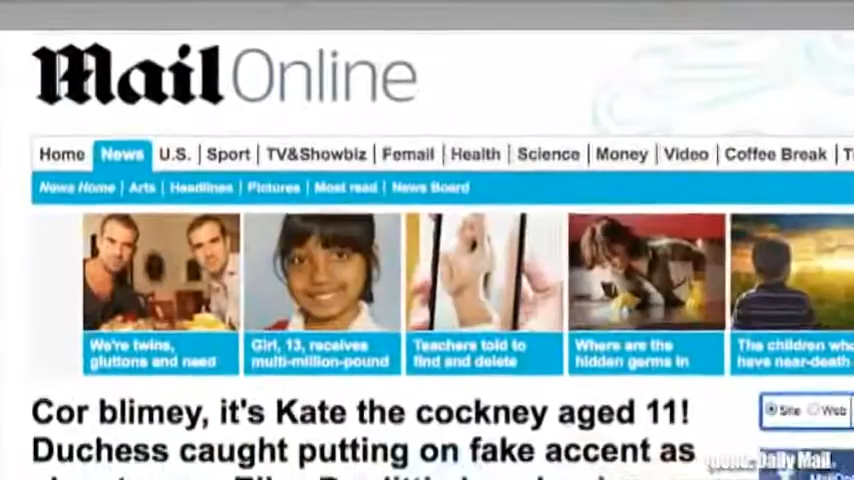 Mail Online
Home | News | U.S. | Sport | TV&Showbiz | Femail | Health | Science | Money | Video | Coffee Break |
News Home | Arts | Headlines | Pictures | Most read | News Board
We're twins,
gluttons and need
Girl, 13, receives
multi-million-pound
Teachers told to
find and delete
Where are the
hidden germs in
The children who
have near-death
Cor blimey, it's Kate the cockney aged 11!
Site Web
Duchess caught putting on fake accent as
Daily Mail